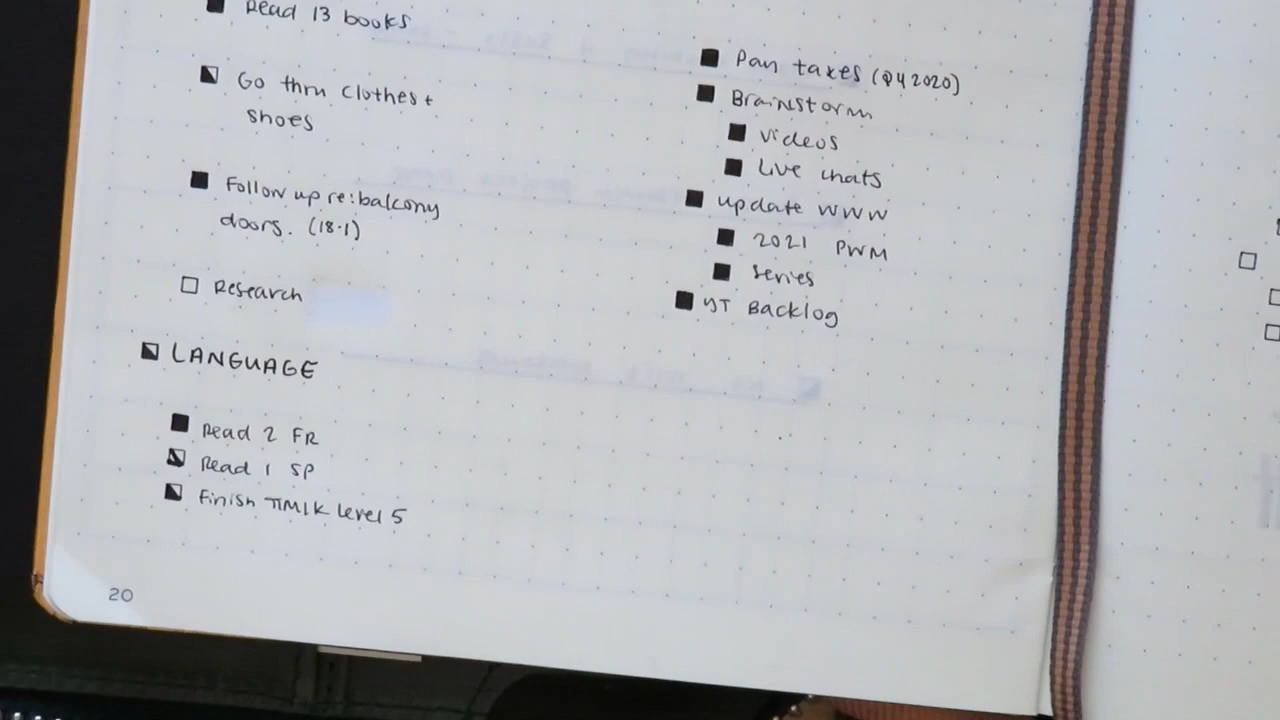 Read 13 books
Go thru clothes +
shoes
Follow up re: balcony
doors. (18.1)
Research
LANGUAGE
Read 2 FR
Read 1 SP
Finish TTMIK Level 5
20
Pay taxes (Q4 2020)
Brainstorm
videos
Live chats
update www
2021 PWM
series
YT Backlog